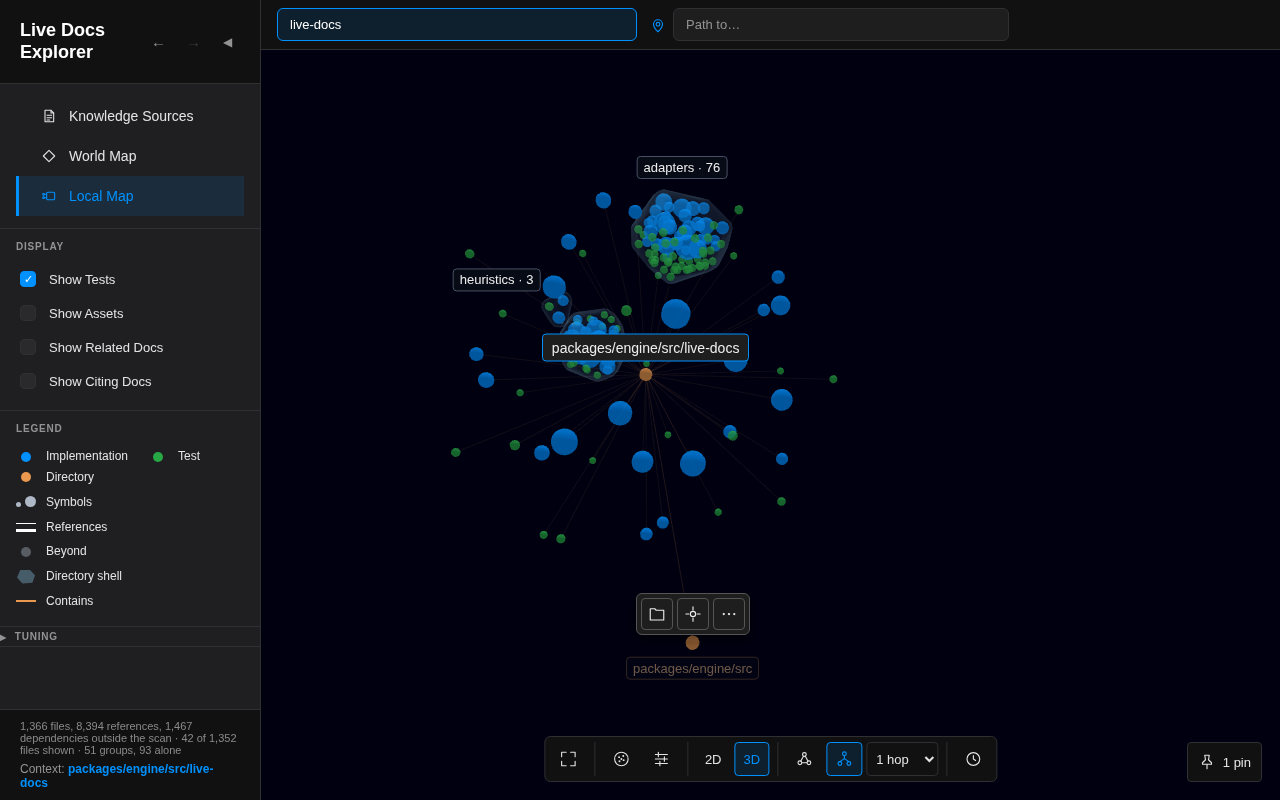 Live Docs
Explorer
live-docs
Path to…
Knowledge Sources
World Map
Local Map
DISPLAY
Show Tests
Show Assets
Show Related Docs
Show Citing Docs
LEGEND
Implementation
Test
Directory
Symbols
References
Beyond
Directory shell
Contains
TUNING
1,366 files, 8,394 references, 1,467
dependencies outside the scan · 42 of 1,352
files shown · 51 groups, 93 alone
Context: packages/engine/src/live-
docs
adapters · 76
heuristics · 3
packages/engine/src/live-docs
packages/engine/src
2D
3D
1 hop
1 pin